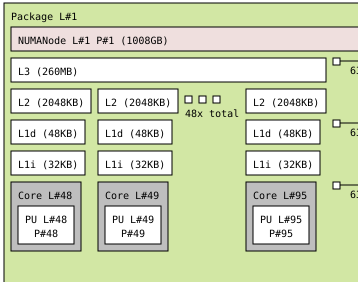 Package L#1
NUMANode L#1 P#1 (1008GB)
L3 (260MB)
L2 (2048KB) L2 (2048KB) L2 (2048KB)
48x total
L1d (48KB) L1d (48KB) L1d (48KB)
L1i (32KB) L1i (32KB) L1i (32KB)
Core L#48 Core L#49 Core L#95
PU L#48 PU L#49 PU L#95
P#48 P#49 P#95